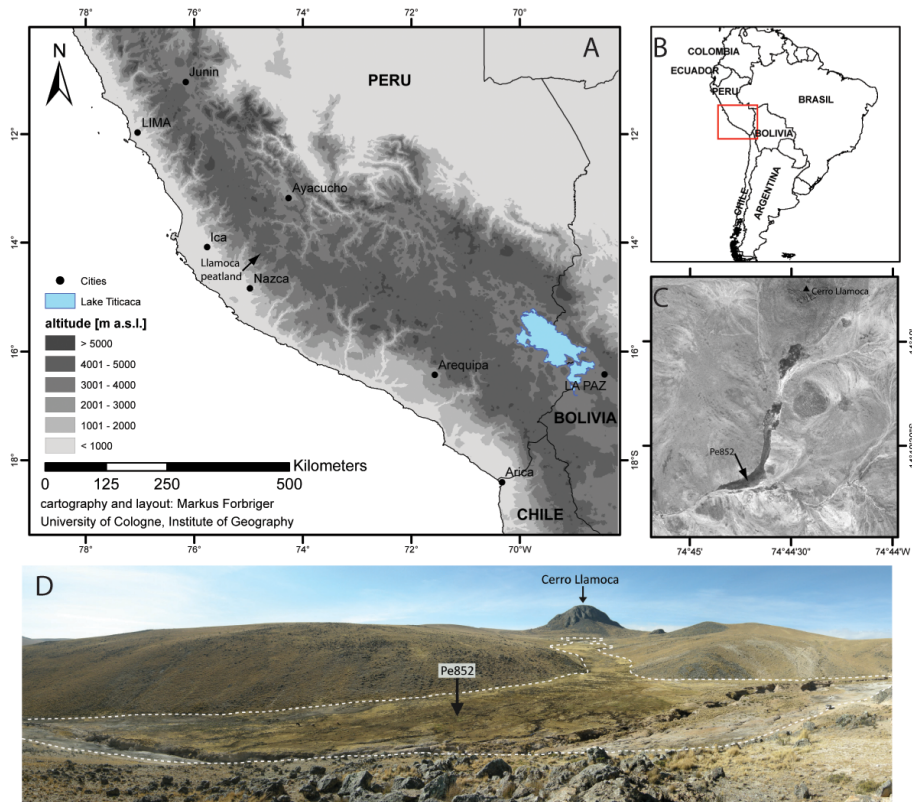 78°
76°
74°
72°
70°
N
A
Junin
PERU
LIMA
12°
12°
Ayacucho
14°
14°
Ica
Llamoca
peatland
Nazca
Cities
Lake Titicaca
altitude [m a.s.l.]
> 5000
4001 - 5000
3001 - 4000
2001 - 3000
1001 - 2000
< 1000
16°
16°
Arequipa
LA PAZ
BOLIVIA
18°
18°S
Kilometers
0 125 250 500
Arica
cartography and layout: Markus Forbriger
University of Cologne, Institute of Geography
CHILE
78°
76°
74°
72°
70°W
B
COLOMBIA
ECUADOR
PERU
BRASIL
BOLIVIA
CHILE
ARGENTINA
C
Cerro Llamoca
Pe852
74°45'
74°44'30"
74°44'W
D
Cerro Llamoca
Pe852